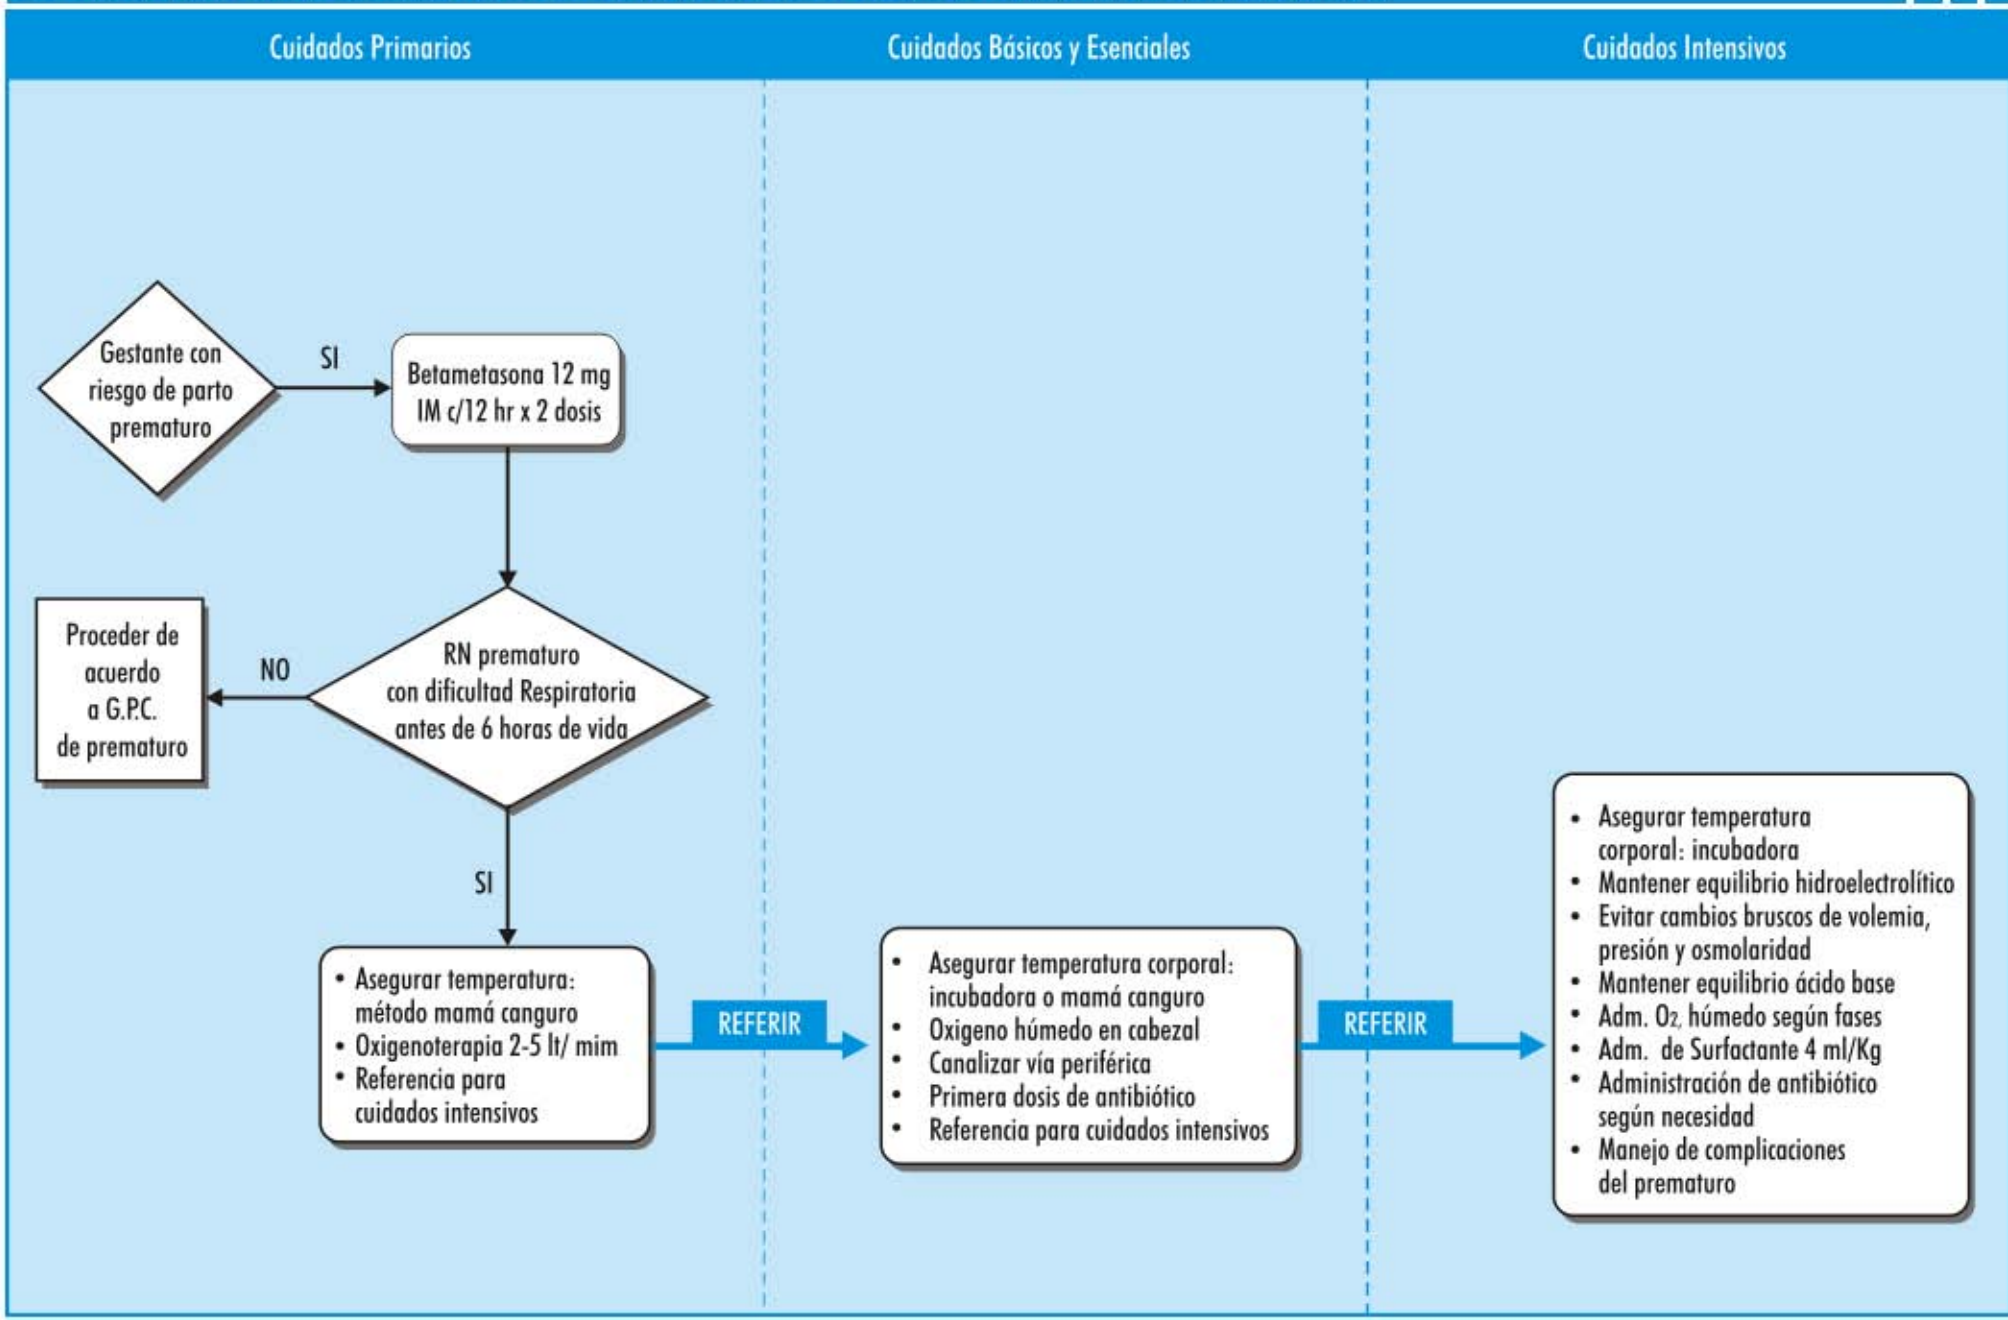 Cuidados Primarios
Cuidados Básicos y Esenciales
Cuidados Intensivos
Gestante con
riesgo de parto
prematuro
SI
Betametasona 12 mg
IM c/12 hr x 2 dosis
RN prematuro
con dificultad Respiratoria
antes de 6 horas de vida
NO
Proceder de
acuerdo
a G.P.C.
de prematuro
SI
• Asegurar temperatura:
método mamá canguro
• Oxigenoterapia 2-5 lt/ mim
• Referencia para
cuidados intensivos
REFERIR
• Asegurar temperatura corporal:
incubadora o mamá canguro
• Oxigeno húmedo en cabezal
• Canalizar vía periférica
• Primera dosis de antibiótico
• Referencia para cuidados intensivos
REFERIR
• Asegurar temperatura
corporal: incubadora
• Mantener equilibrio hidroelectrolítico
• Evitar cambios bruscos de volemia,
presión y osmolaridad
• Mantener equilibrio ácido base
• Adm. O2, húmedo según fases
• Adm. de Surfactante 4 ml/Kg
• Administración de antibiótico
según necesidad
• Manejo de complicaciones
del prematuro